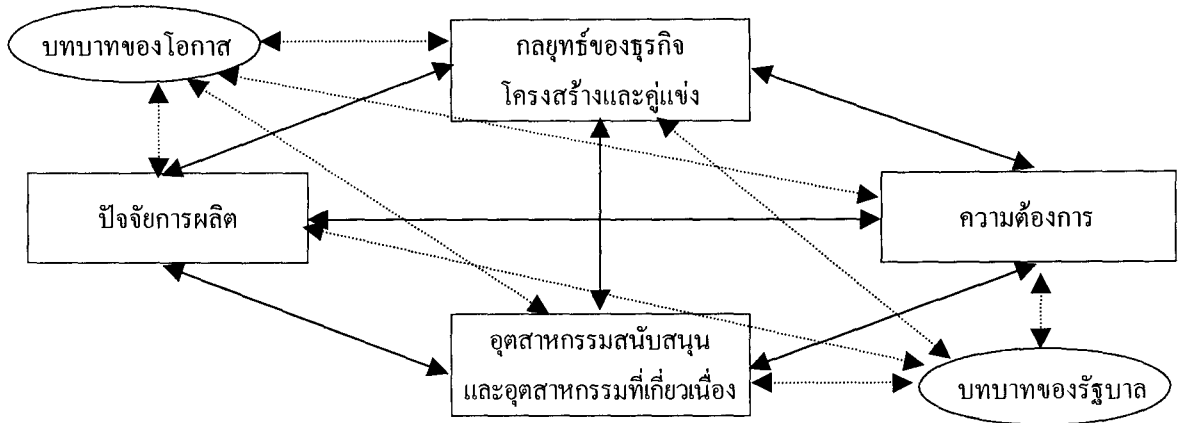 บทบาทของโอกาส
กลยุทธ์ของธุรกิจ
โครงสร้างและคู่แข่ง
ปัจจัยการผลิต
ความต้องการ
อุตสาหกรรมสนับสนุน
และอุตสาหกรรมที่เกี่ยวเนื่อง
บทบาทของรัฐบาล